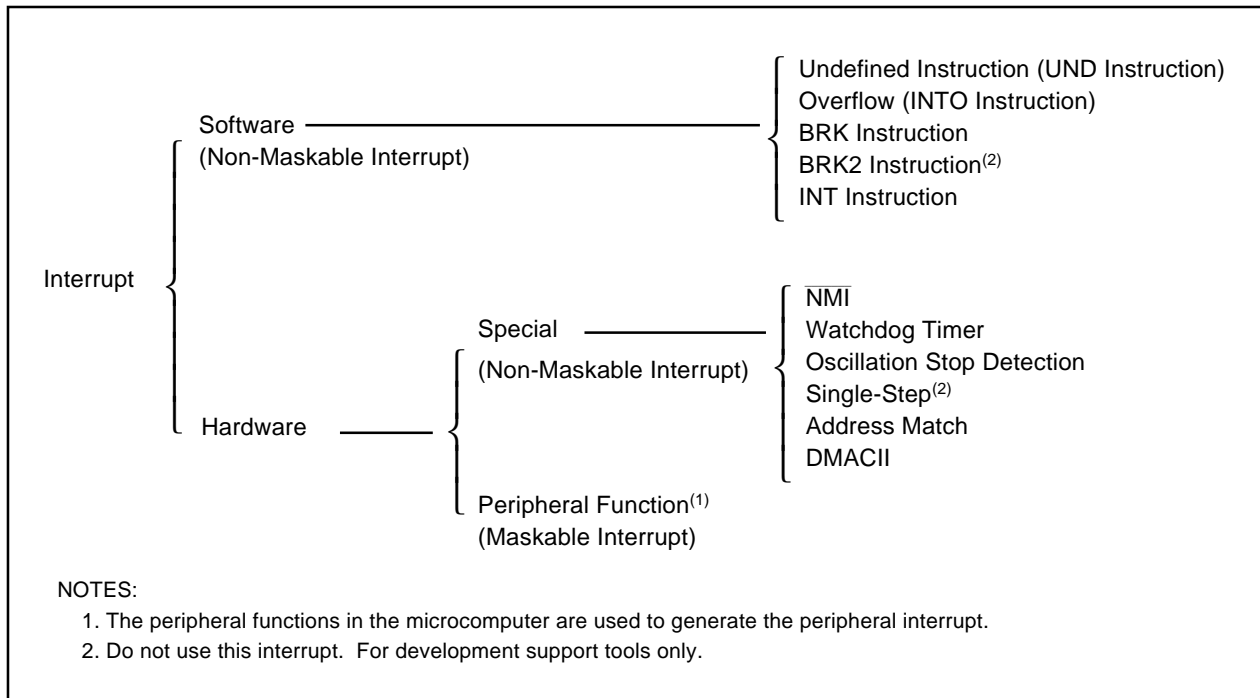 Undefined Instruction (UND Instruction)
Overflow (INTO Instruction)
Software
BRK Instruction
(Non-Maskable Interrupt)
BRK2 Instruction(2)
INT Instruction
Interrupt
NMI
Special
Watchdog Timer
(Non-Maskable Interrupt)
Oscillation Stop Detection
Single-Step(2)
Hardware
Address Match
DMACII
Peripheral Function(1)
(Maskable Interrupt)
NOTES:
1. The peripheral functions in the microcomputer are used to generate the peripheral interrupt.
2. Do not use this interrupt. For development support tools only.